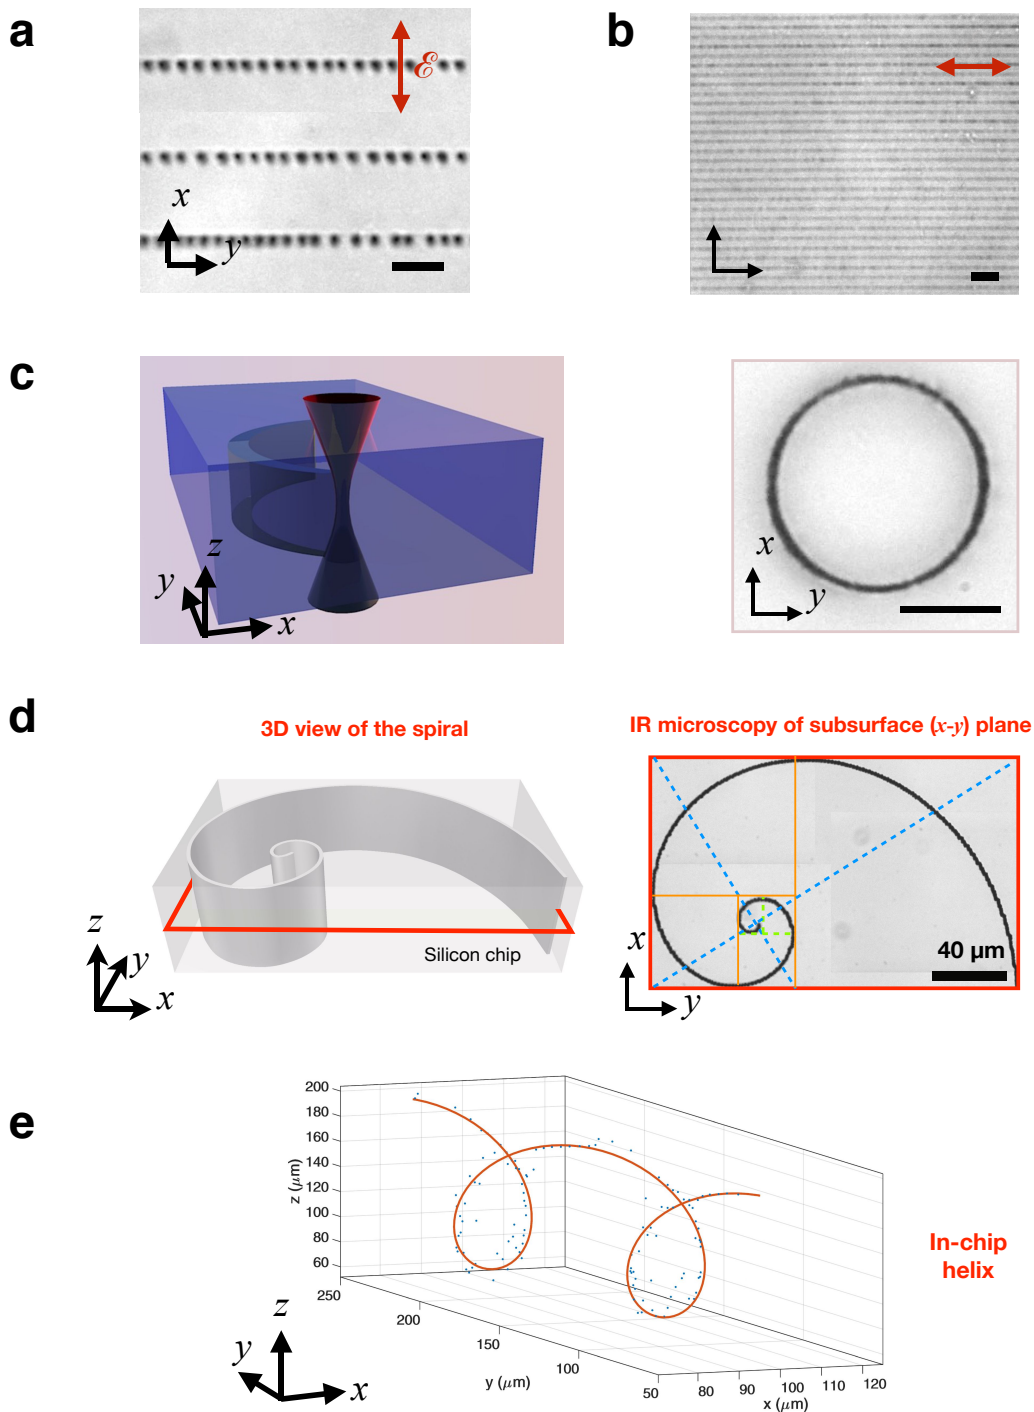 a
ℰ
x
y
b
c
z
y
x
x
y
d
3D view of the spiral
IR microscopy of subsurface (x-y) plane
Silicon chip
z
y
x
40 µm
x
y
e
200
180
160
140
120
100
80
60
z (µm)
250
200
150
100
50
y (µm)
80
90
100
110
120
x (µm)
In-chip
helix
z
y
x